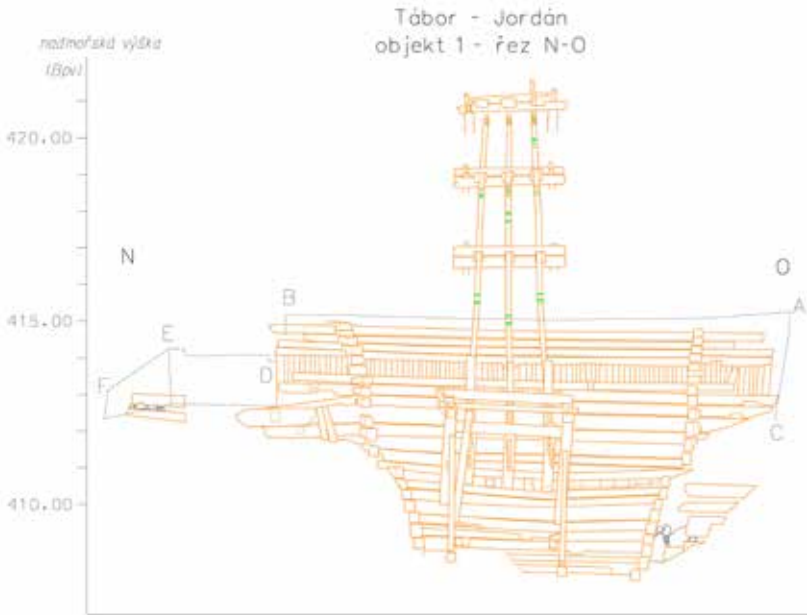 Tábor - Jordán
objekt 1 - řez N-O
nadmořská výška
(Bpv)
420.00
N
O
B
A
415.00
E
D
F
C
410.00